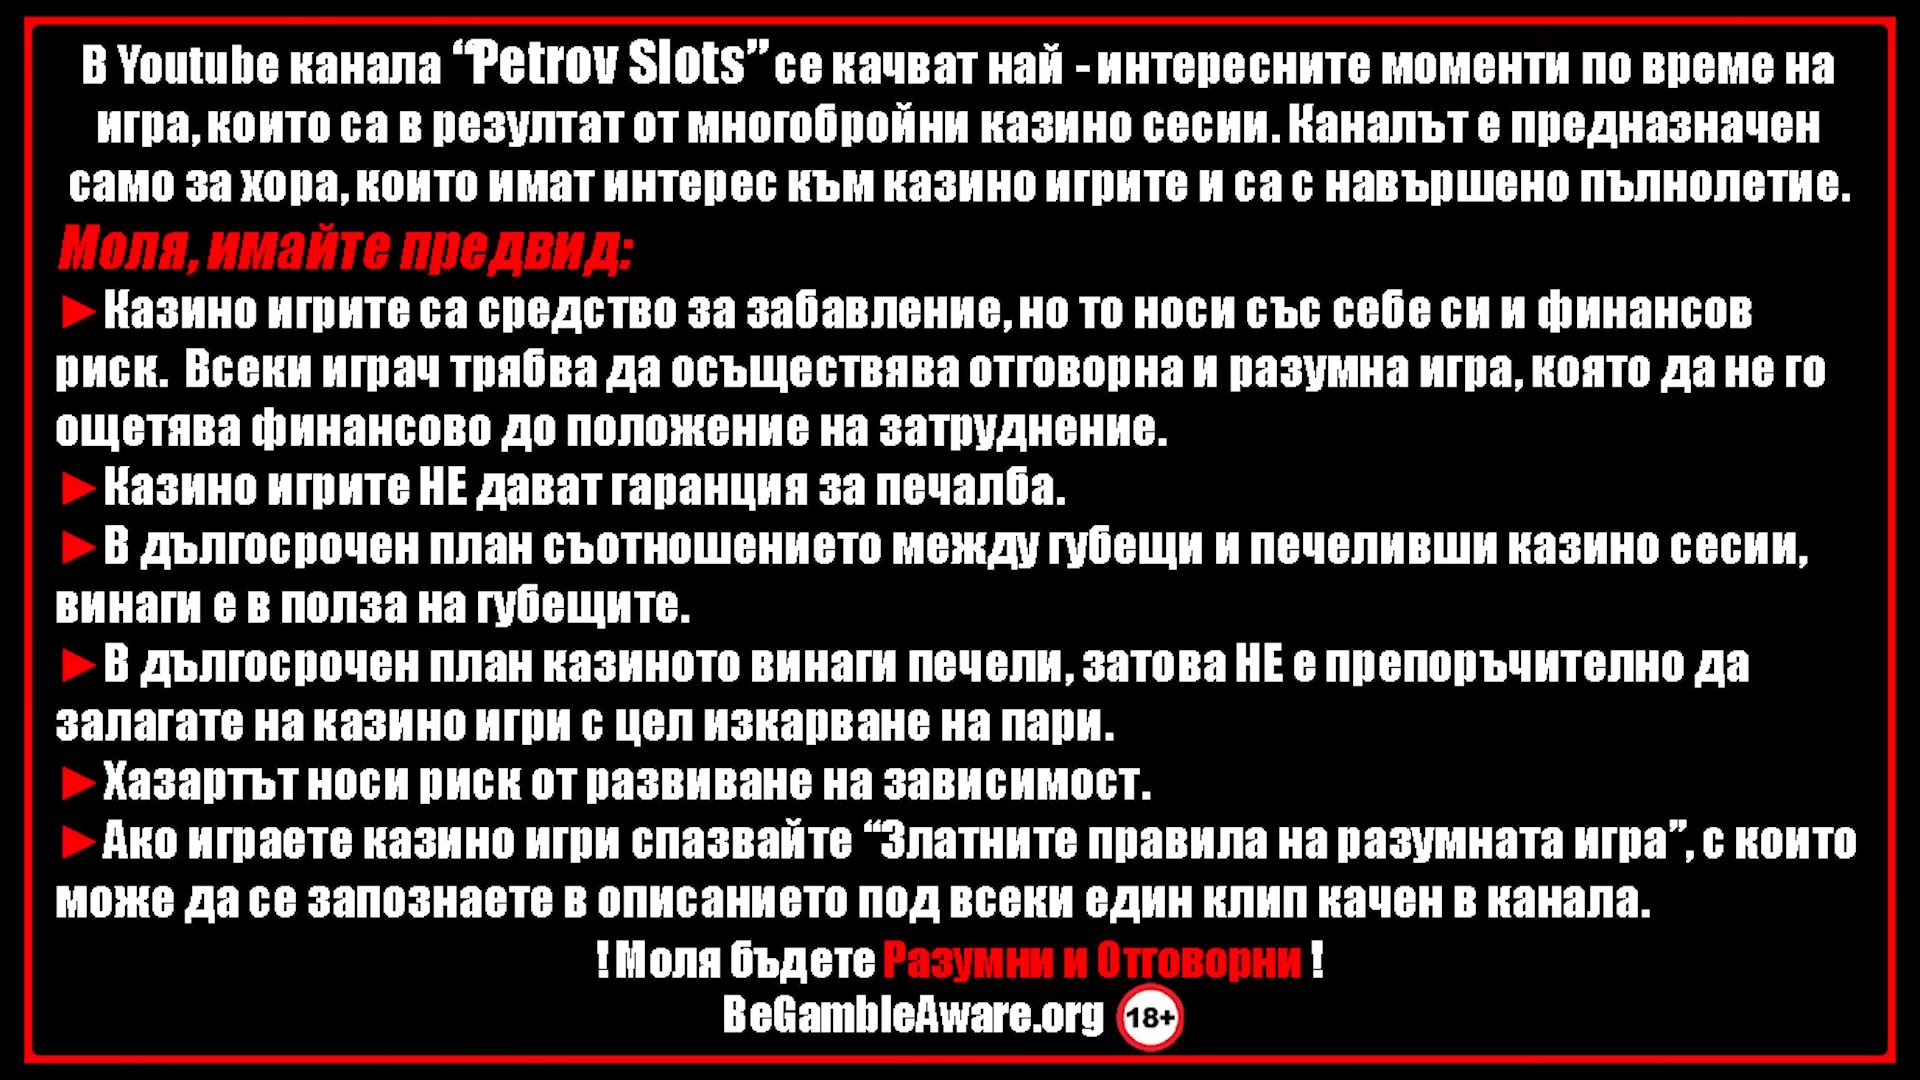 В Youtube канала “Petrov Slots” се качват най - интересните моменти по време на
игра, които са в резултат от многобройни казино сесии. Каналът е предназначен
само за хора, които имат интерес към казино игрите и са с навършено пълнолетие.
Моля, имайте предвид:
►Казино игрите са средство за забавление, но то носи със себе си и финансов
риск. Всеки играч трябва да осъществява отговорна и разумна игра, която да не го
ощетява финансово до положение на затруднение.
►Казино игрите НЕ дават гаранция за печалба.
►В дългосрочен план съотношението между губещи и печеливши казино сесии,
винаги е в полза на губещите.
►В дългосрочен план казиното винаги печели, затова НЕ е препоръчително да
залагате на казино игри с цел изкарване на пари.
►Хазартът носи риск от развиване на зависимост.
►Ако играете казино игри спазвайте “Златните правила на разумната игра”, с които
може да се запознаете в описанието под всеки един клип качен в канала.
! Моля бъдете Разумни и Отговорни !
BeGambleAware.org 18+